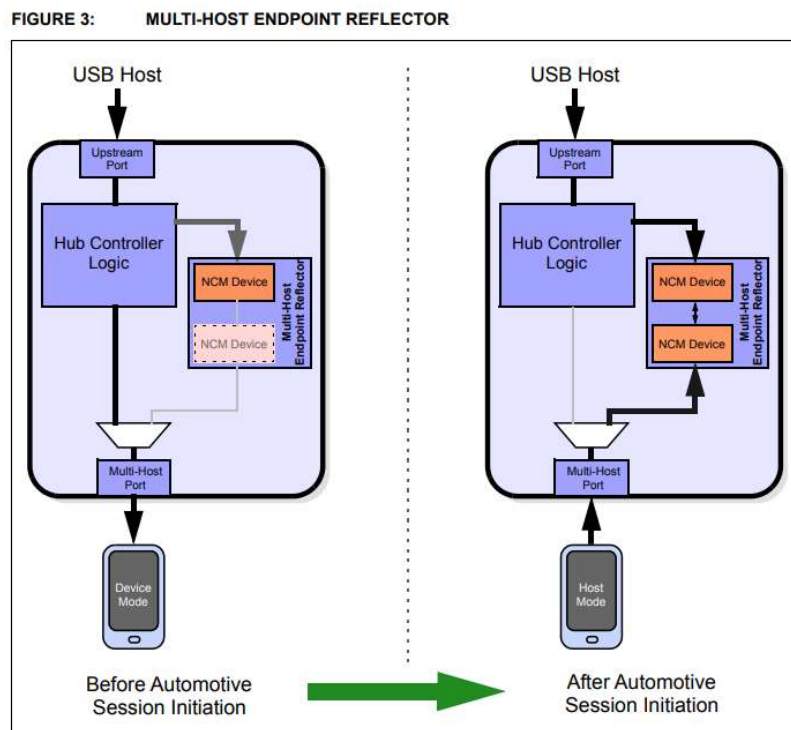 FIGURE 3: MULTI-HOST ENDPOINT REFLECTOR
USB Host
Upstream
Port
Hub Controller
Logic
NCM Device
NCM Device
Multi-Host
Endpoint Reflector
Multi-Host
Port
Device
Mode
Before Automotive
Session Initiation
USB Host
Upstream
Port
Hub Controller
Logic
NCM Device
NCM Device
Multi-Host
Endpoint Reflector
Multi-Host
Port
Host
Mode
After Automotive
Session Initiation